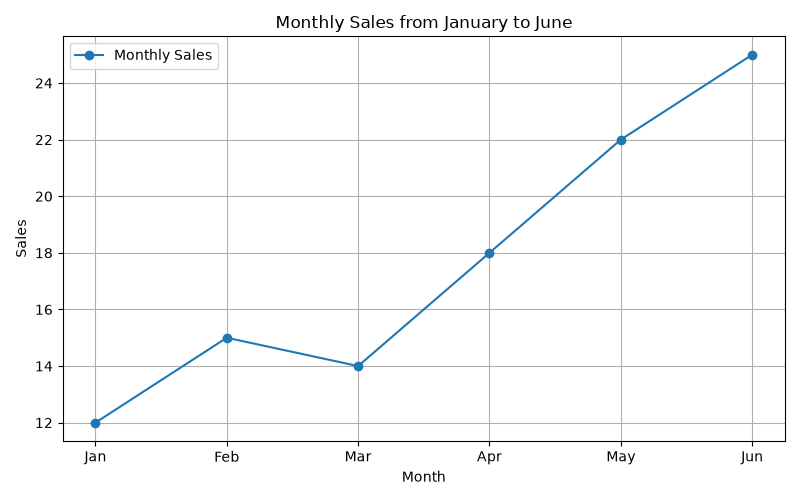 Monthly Sales from January to June
Monthly Sales
24
22
20
18
16
14
12
Sales
Jan Feb Mar Apr May Jun
Month